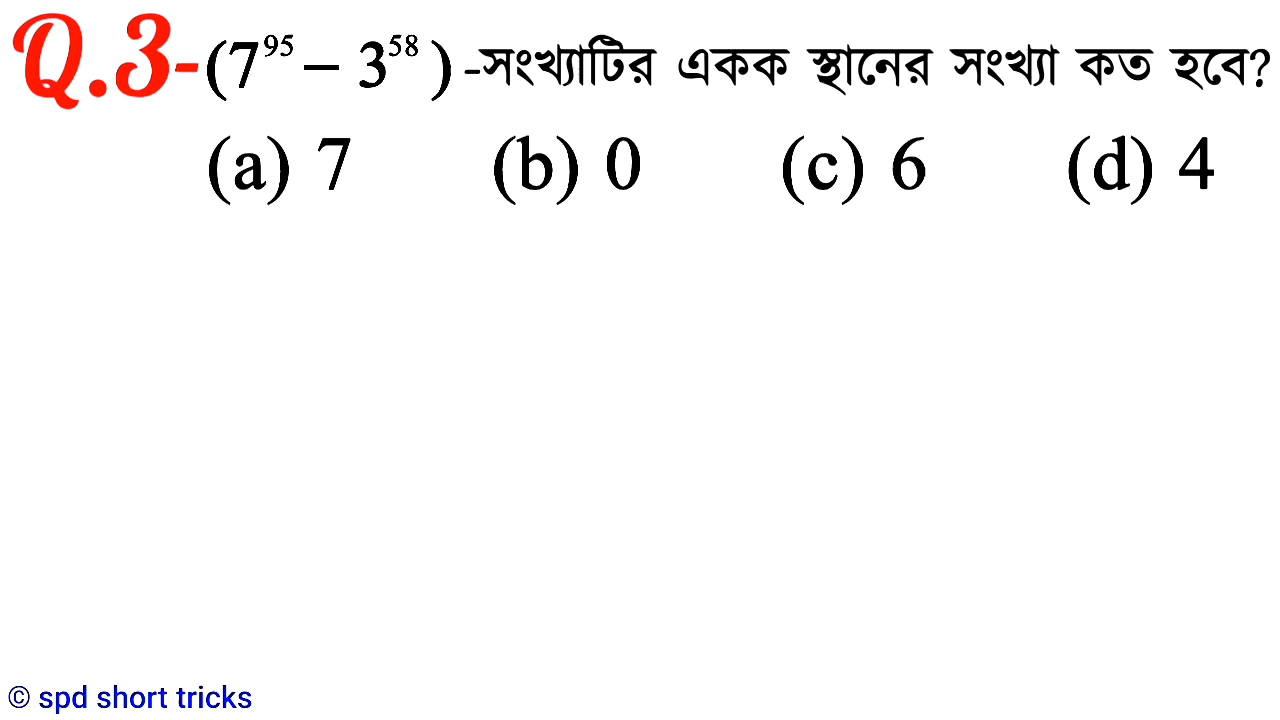 Q.3-(7⁹⁵ – 3⁵⁸) -সংখ্যাটির একক স্থানের সংখ্যা কত হবে?
(a) 7 (b) 0 (c) 6 (d) 4
© spd short tricks